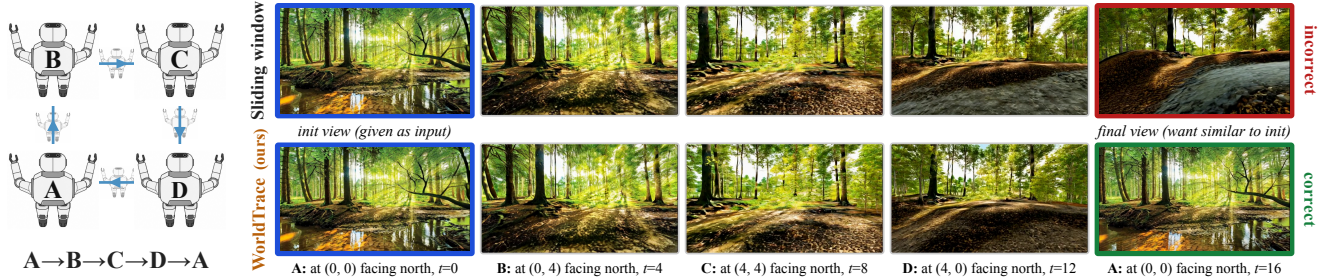 B
C
A
D
A→B→C→D→A
Sliding window
WorldTrace (ours)
init view (given as input)
final view (want similar to init)
incorrect
correct
A: at (0, 0) facing north, t=0
B: at (0, 4) facing north, t=4
C: at (4, 4) facing north, t=8
D: at (4, 0) facing north, t=12
A: at (0, 0) facing north, t=16